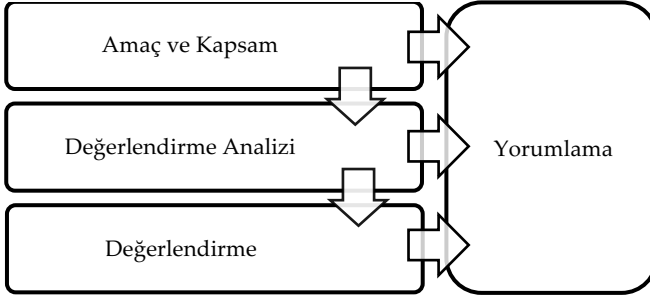 Amaç ve Kapsam
Değerlendirme Analizi
Yorumlama
Değerlendirme